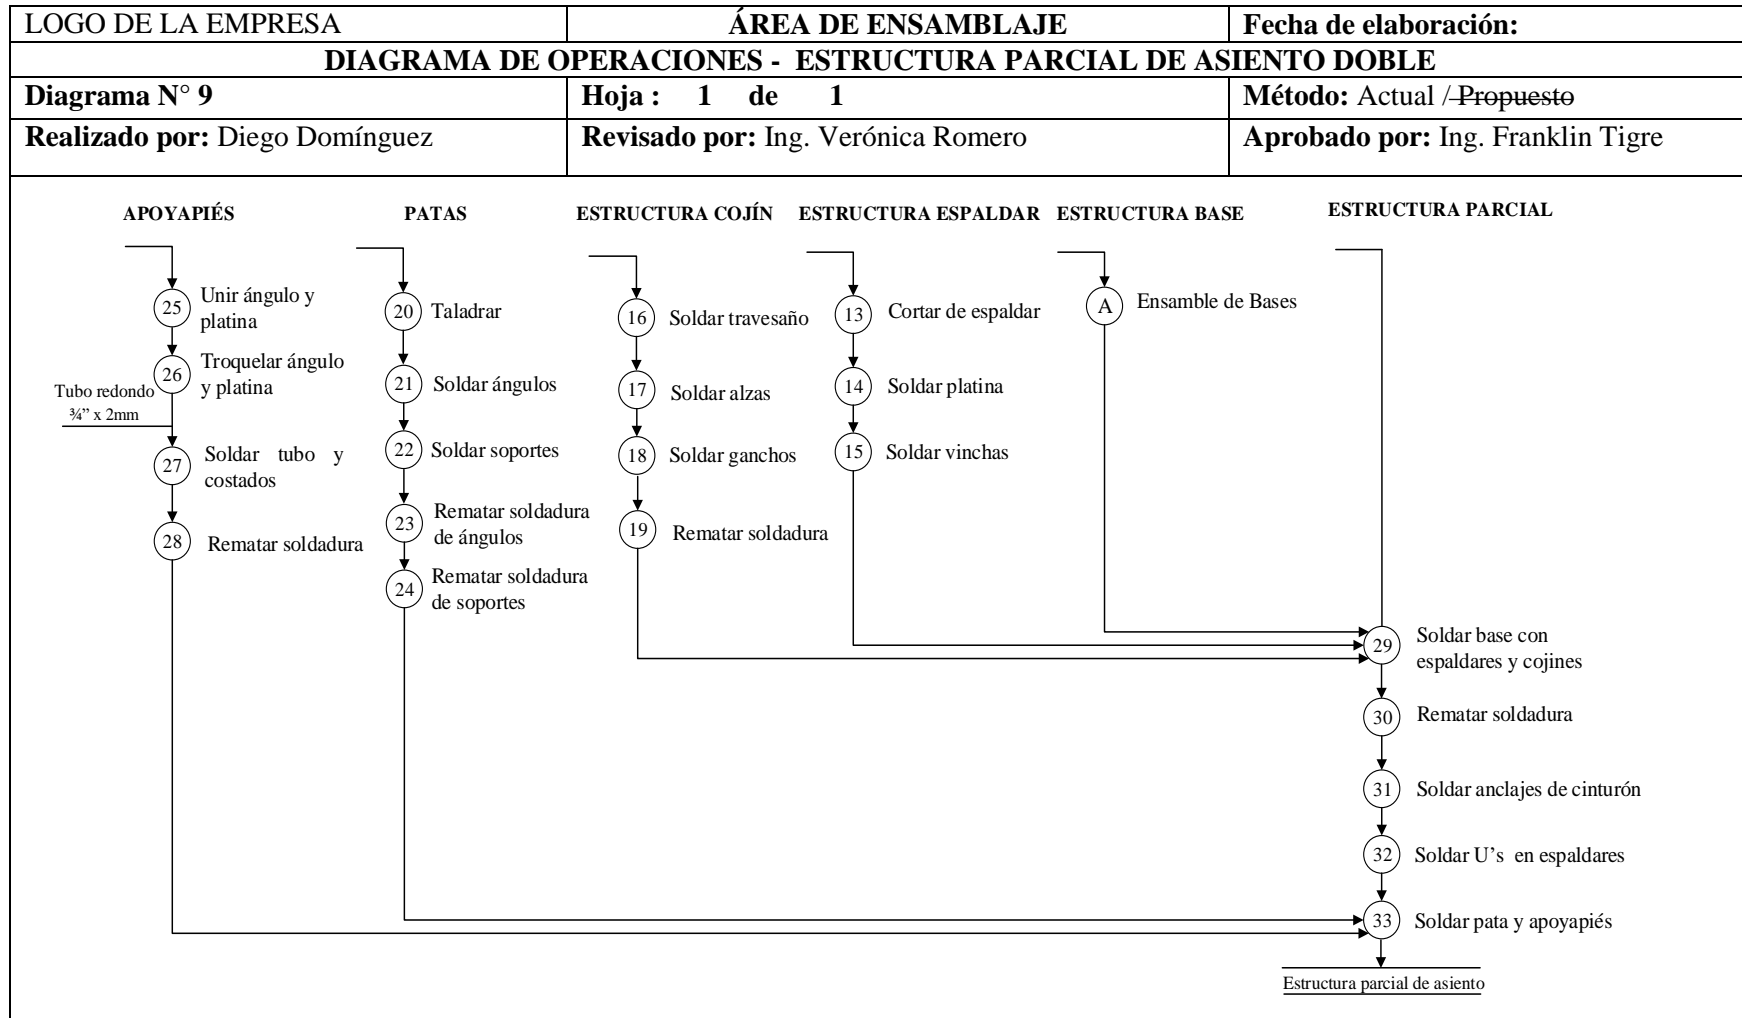 LOGO DE LA EMPRESA
ÁREA DE ENSAMBLAJE
Fecha de elaboración:
DIAGRAMA DE OPERACIONES - ESTRUCTURA PARCIAL DE ASIENTO DOBLE
Diagrama N° 9
Hoja : 1 de 1
Método: Actual / Propuesto
Realizado por: Diego Domínguez
Revisado por: Ing. Verónica Romero
Aprobado por: Ing. Franklin Tigre
APOYAPIÉS
25
Unir ángulo y
platina
26
Troquelar ángulo
y platina
Tubo redondo
¾” x 2mm
27
Soldar tubo y
costados
28
Rematar soldadura
PATAS
20
Taladrar
21
Soldar ángulos
22
Soldar soportes
23
Rematar soldadura
de ángulos
24
Rematar soldadura
de soportes
ESTRUCTURA COJÍN
16
Soldar travesaño
17
Soldar alzas
18
Soldar ganchos
19
Rematar soldadura
ESTRUCTURA ESPALDAR
13
Cortar de espaldar
14
Soldar platina
15
Soldar vinchas
ESTRUCTURA BASE
A
Ensamble de Bases
ESTRUCTURA PARCIAL
29
Soldar base con
espaldares y cojines
30
Rematar soldadura
31
Soldar anclajes de cinturón
32
Soldar U’s en espaldares
33
Soldar pata y apoyapiés
Estructura parcial de asiento